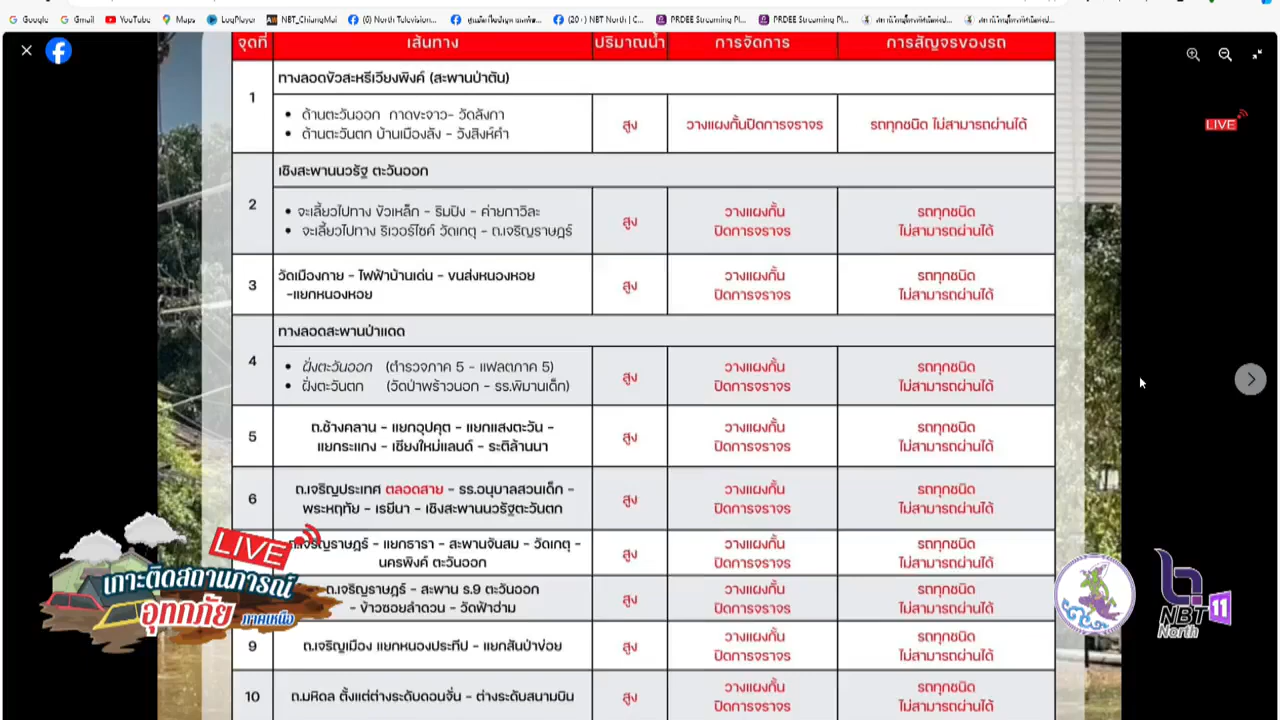 Google Gmail YouTube Maps LogPlayer NBT_ChiangMai (6) North Television... (20+) NBT North | C... PRDEE Streaming Pl... PRDEE Streaming Pl...
จุดที่ เส้นทาง ปริมาณน้ำ การจัดการ การสัญจรของรถ
1 ทางลอดขัวสะหรีเวียงพิงค์ (สะพานป่าตัน)
• ด้านตะวันออก กาดขะจาว- วัดลังกา
• ด้านตะวันตก บ้านเมืองลัง - วังสิงห์คำ
สูง วางแผงกั้นปิดการจราจร รถทุกชนิด ไม่สามารถผ่านได้
LIVE
2 เชิงสะพานนวรัฐ ตะวันออก
• จะเลี้ยวไปทาง ขัวเหล็ก - ริมปิง - ค่ายกาวิละ
• จะเลี้ยวไปทาง ริเวอร์ไซค์ วัดเกตุ - ถ.เจริญราษฎร์
สูง วางแผงกั้น รถทุกชนิด
ปิดการจราจร ไม่สามารถผ่านได้
3 วัดเมืองกาย - ไฟฟ้าบ้านเด่น - ขนส่งหนองหอย
-แยกหนองหอย
สูง วางแผงกั้น รถทุกชนิด
ปิดการจราจร ไม่สามารถผ่านได้
4 ทางลอดสะพานป่าแดด
• ฝั่งตะวันออก (ตำรวจภาค 5 - แฟลตภาค 5)
• ฝั่งตะวันตก (วัดป่าพร้าวนอก - รร.พิมานเด็ก)
สูง วางแผงกั้น รถทุกชนิด
ปิดการจราจร ไม่สามารถผ่านได้
5 ถ.ช้างคลาน - แยกอุปคุต - แยกแสงตะวัน -
แยกระแกง - เชียงใหม่แลนด์ - ระติล้านนา
สูง วางแผงกั้น รถทุกชนิด
ปิดการจราจร ไม่สามารถผ่านได้
6 ถ.เจริญประเทศ ตลอดสาย - รร.อนุบาลสวนเด็ก -
พระหฤทัย - เรยีนา - เชิงสะพานนวรัฐตะวันตก
สูง วางแผงกั้น รถทุกชนิด
ปิดการจราจร ไม่สามารถผ่านได้
ถ.เจริญราษฎร์ - แยกธารา - สะพานจันสม - วัดเกตุ -
นครพิงค์ ตะวันออก
สูง วางแผงกั้น รถทุกชนิด
ปิดการจราจร ไม่สามารถผ่านได้
ถ.เจริญราษฎร์ - สะพาน ร.9 ตะวันออก
- ข้าวซอยลำดวน - วัดฟ้าฮ่าม
สูง วางแผงกั้น รถทุกชนิด
ปิดการจราจร ไม่สามารถผ่านได้
9 ถ.เจริญเมือง แยกหนองประทีป - แยกสันป่าข่อย
สูง วางแผงกั้น รถทุกชนิด
ปิดการจราจร ไม่สามารถผ่านได้
10 ถ.มหิดล ตั้งแต่ต่างระดับดอนจั่น - ต่างระดับสนามบิน
สูง วางแผงกั้น รถทุกชนิด
ปิดการจราจร ไม่สามารถผ่านได้
LIVE
เกาะติดสถานการณ์
อุทกภัย ภาคเหนือ
NBT 11
North